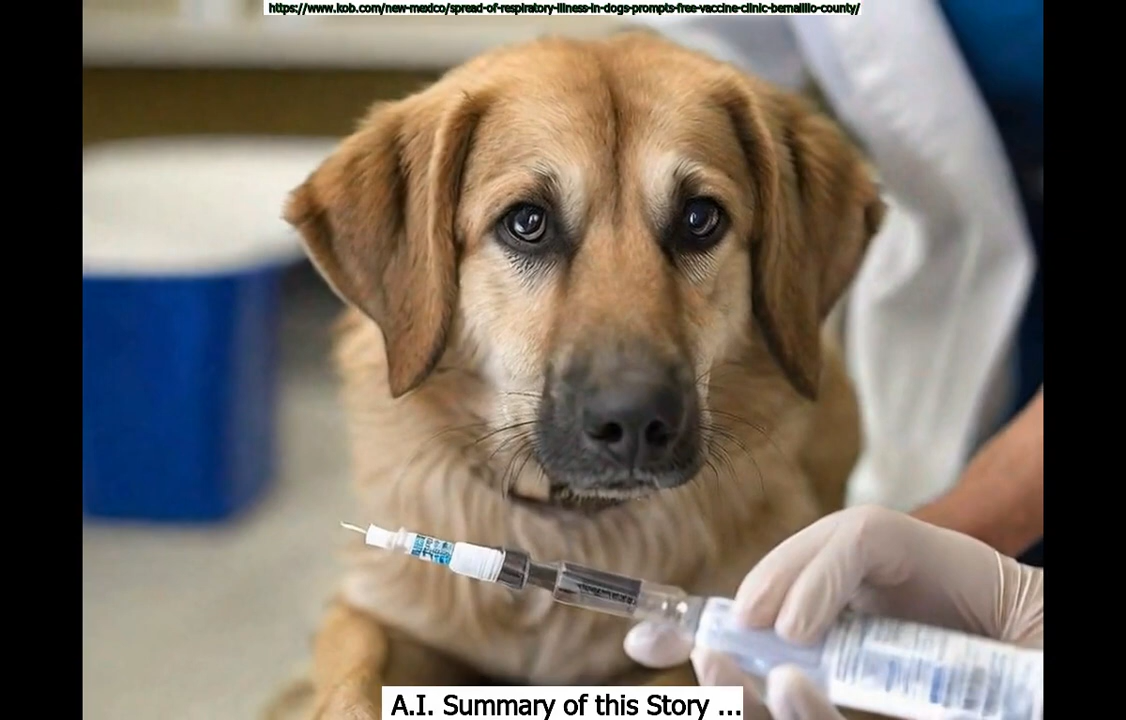 https://www.kob.com/new-mexico/spread-of-respiratory-illness-in-dogs-prompts-free-vaccine-clinic-bernalillo-county/
A.I. Summary of this Story ...